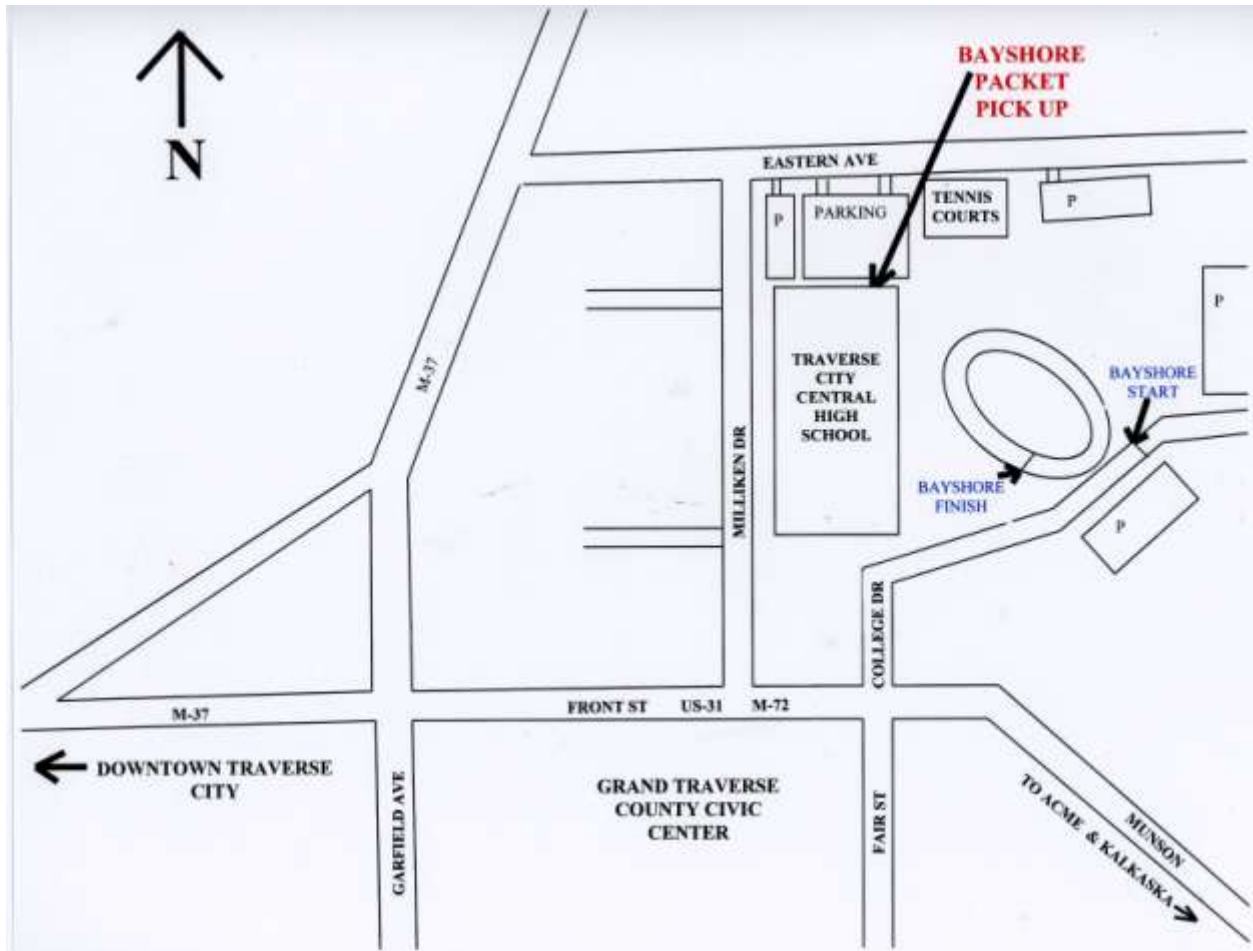 N
BAYSHORE
PACKET
PICK UP
EASTERN AVE
P
PARKING
TENNIS
COURTS
P
P
M-37
TRAVERSE
CITY
CENTRAL
HIGH
SCHOOL
BAYSHORE
START
BAYSHORE
FINISH
P
MILLIKEN DR
COLLEGE DR
M-37
FRONT ST US-31 M-72
DOWNTOWN TRAVERSE
CITY
GARFIELD AVE
GRAND TRAVERSE
COUNTY CIVIC
CENTER
FAIR ST
MUNSON
TO ACME & KALKASKA